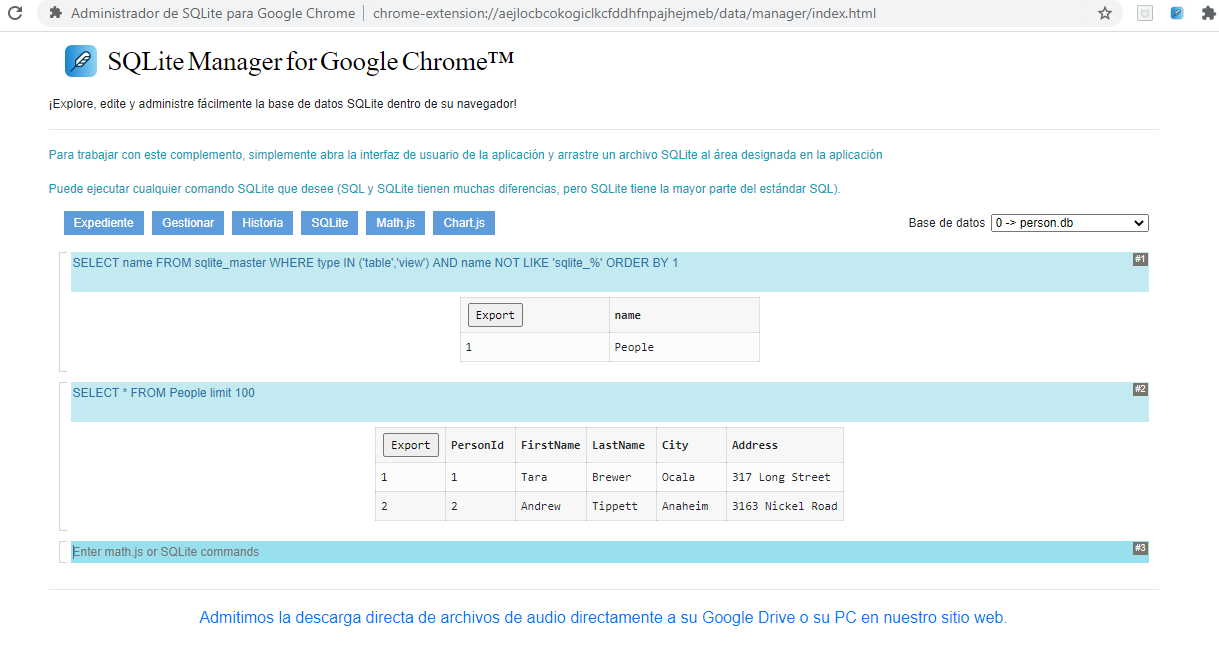 Administrador de SQLite para Google Chrome | chrome-extension://aejlocbcokogiclkcfddhfnpajhejmeb/data/manager/index.html
SQLite Manager for Google Chrome™
¡Explore, edite y administre fácilmente la base de datos SQLite dentro de su navegador!
Para trabajar con este complemento, simplemente abra la interfaz de usuario de la aplicación y arrastre un archivo SQLite al área designada en la aplicación
Puede ejecutar cualquier comando SQLite que desee (SQL y SQLite tienen muchas diferencias, pero SQLite tiene la mayor parte del estándar SQL).
Expediente Gestionar Historia SQLite Math.js Chart.js Base de datos 0 -> person.db
SELECT name FROM sqlite_master WHERE type IN ('table','view') AND name NOT LIKE 'sqlite_%' ORDER BY 1 #1
Export name
1 People
SELECT * FROM People limit 100 #2
Export PersonId FirstName LastName City Address
1 1 Tara Brewer Ocala 317 Long Street
2 2 Andrew Tippett Anaheim 3163 Nickel Road
Enter math.js or SQLite commands #3
Admitimos la descarga directa de archivos de audio directamente a su Google Drive o su PC en nuestro sitio web.